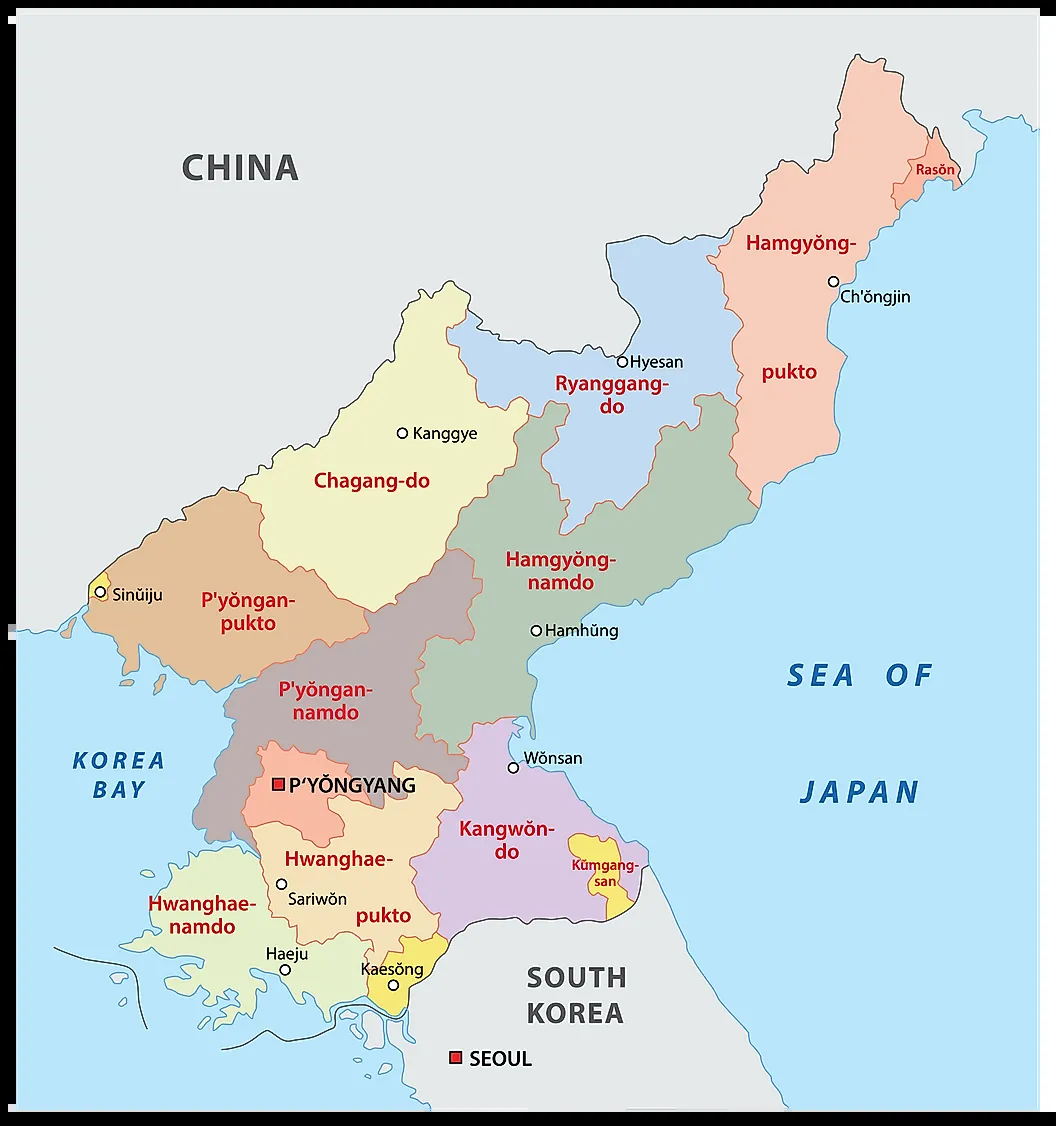 CHINA
Rasŏn
Hamgyŏng-
Ch'ŏngjin
Hyesan
pukto
Ryanggang-
do
Kanggye
Chagang-do
Hamgyŏng-
namdo
Sinŭiju
P'yŏngan-
pukto
Hamhŭng
SEA OF
P'yŏngan-
namdo
KOREA
BAY
Wŏnsan
P‘YŎNGYANG
JAPAN
Kangwŏn-
do
Hwanghae-
Kŭmgang-
san
Sariwŏn
Hwanghae-
namdo
pukto
Haeju
Kaesŏng
SOUTH
KOREA
SEOUL